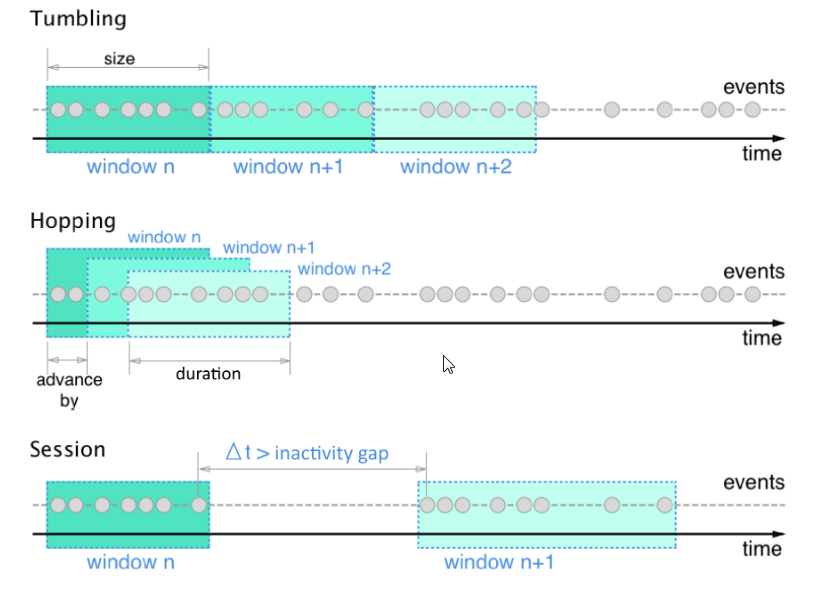 Tumbling
size
events
time
window n
window n+1
window n+2
Hopping
window n
window n+1
window n+2
events
time
advance
by
duration
Session
Δt > inactivity gap
events
time
window n
window n+1